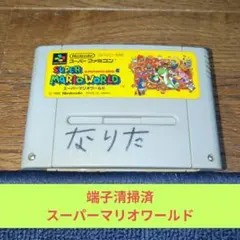 Nintendo スーパーファミコン
SUPER MARIO WORLD
スーパーマリオワールド
なりた
端子清掃済
スーパーマリオワールド